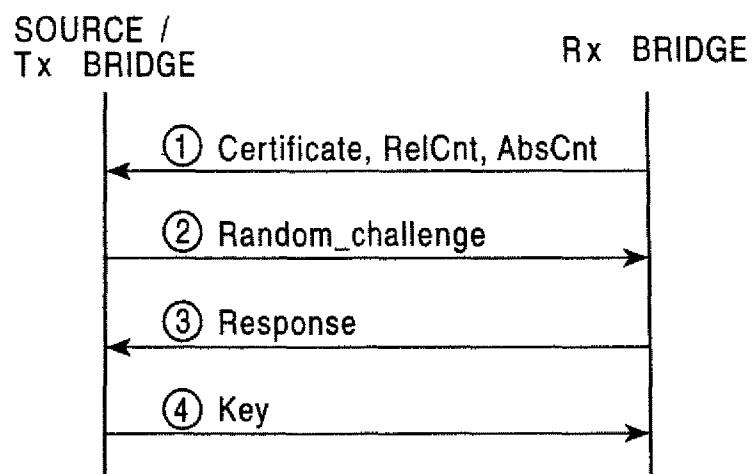 SOURCE /
Tx BRIDGE
Rx BRIDGE
① Certificate, RelCnt, AbsCnt
② Random_challenge
③ Response
④ Key